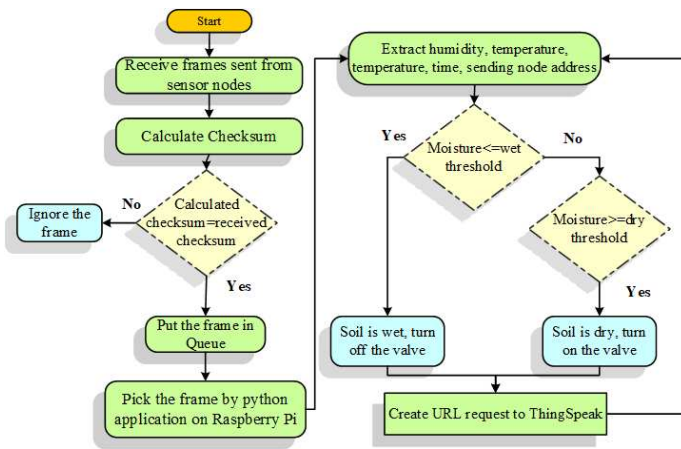 Start
Receive frames sent from
sensor nodes
Calculate Checksum
Calculated
checksum=received
checksum
No
Ignore the
frame
Yes
Put the frame in
Queue
Pick the frame by python
application on Raspberry Pi
Extract humidity, temperature,
temperature, time, sending node address
Moisture<=wet
threshold
Yes
No
Moisture>=dry
threshold
Yes
Soil is wet, turn
off the valve
Soil is dry, turn
on the valve
Create URL request to ThingSpeak